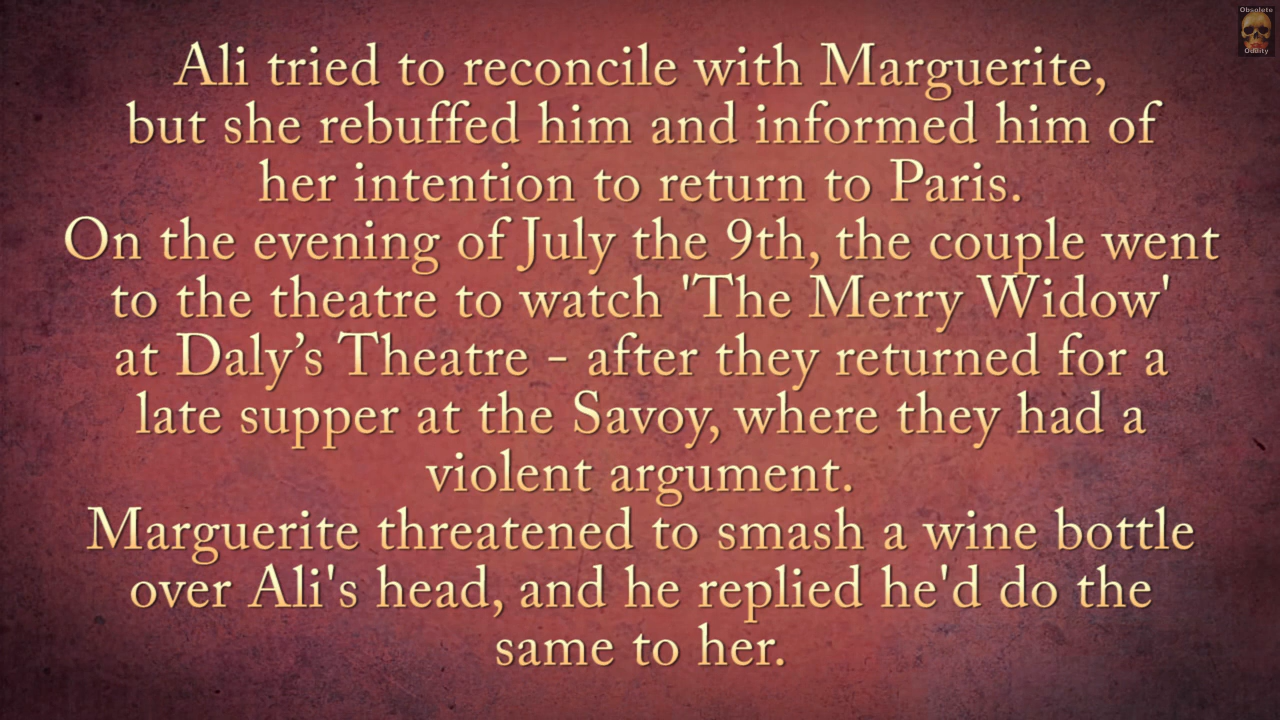 Obsolete
Oddity
Ali tried to reconcile with Marguerite,
but she rebuffed him and informed him of
her intention to return to Paris.
On the evening of July the 9th, the couple went
to the theatre to watch 'The Merry Widow'
at Daly’s Theatre - after they returned for a
late supper at the Savoy, where they had a
violent argument.
Marguerite threatened to smash a wine bottle
over Ali's head, and he replied he'd do the
same to her.